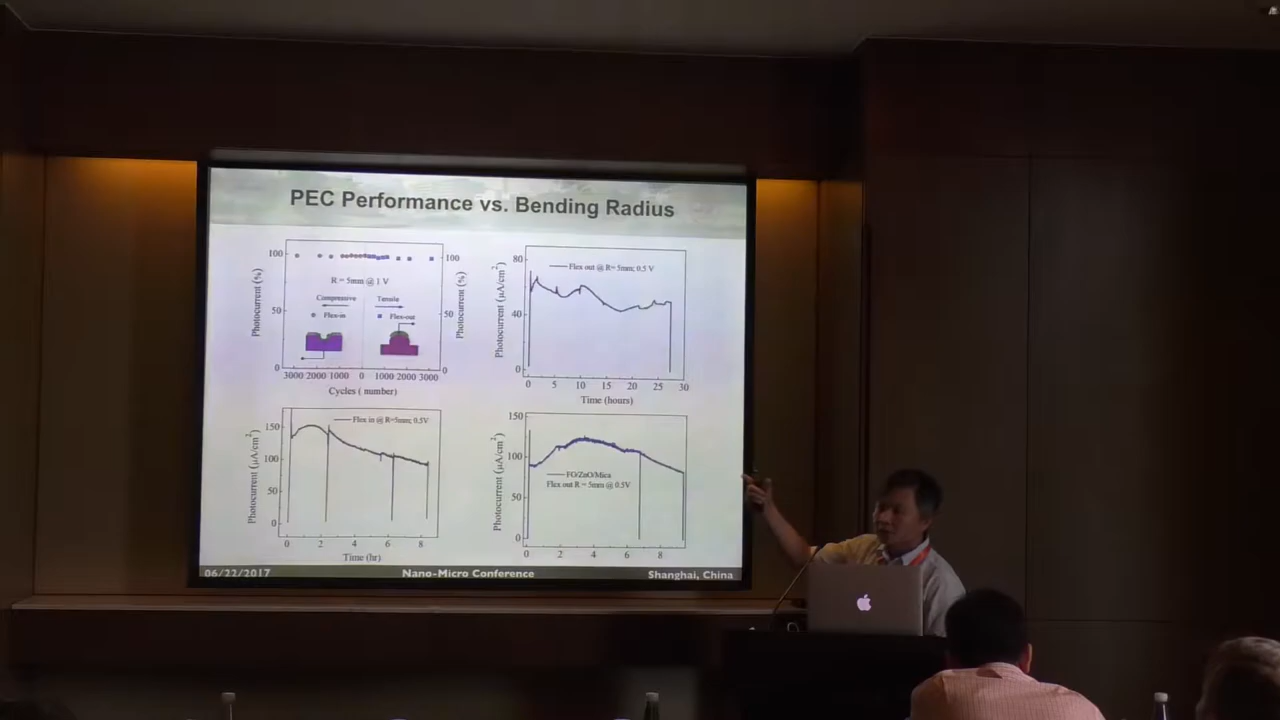 PEC Performance vs. Bending Radius
100
50
0
Photocurrent (%)
R = 5mm @ 1 V
Compressive
Tensile
Flex-in
Flex-out
100
50
0
Photocurrent (%)
3000 2000 1000 0 1000 2000 3000
Cycles ( number)
80
40
0
Photocurrent (μA/cm²)
Flex out @ R= 5mm; 0.5 V
0 5 10 15 20 25 30
Time (hours)
150
100
50
0
Photocurrent (μA/cm²)
Flex in @ R=5mm; 0.5V
0 2 4 6 8
Time (hr)
150
100
50
0
Photocurrent (μA/cm²)
FG/ZnO/Mica
Flex out R = 5mm @ 0.5V
0 2 4 6 8
06/22/2017 Nano-Micro Conference Shanghai, China